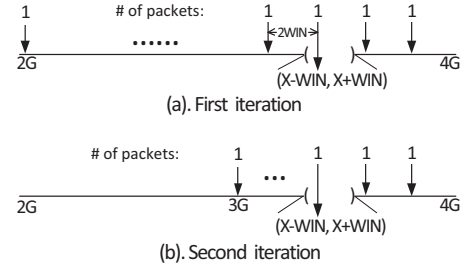 # of packets:
1 1 1 1 1
2WIN
......
2G ( ) 4G
(X-WIN, X+WIN)
(a). First iteration
# of packets:
1 1 1 1
...
2G 3G ( ) 4G
(X-WIN, X+WIN)
(b). Second iteration